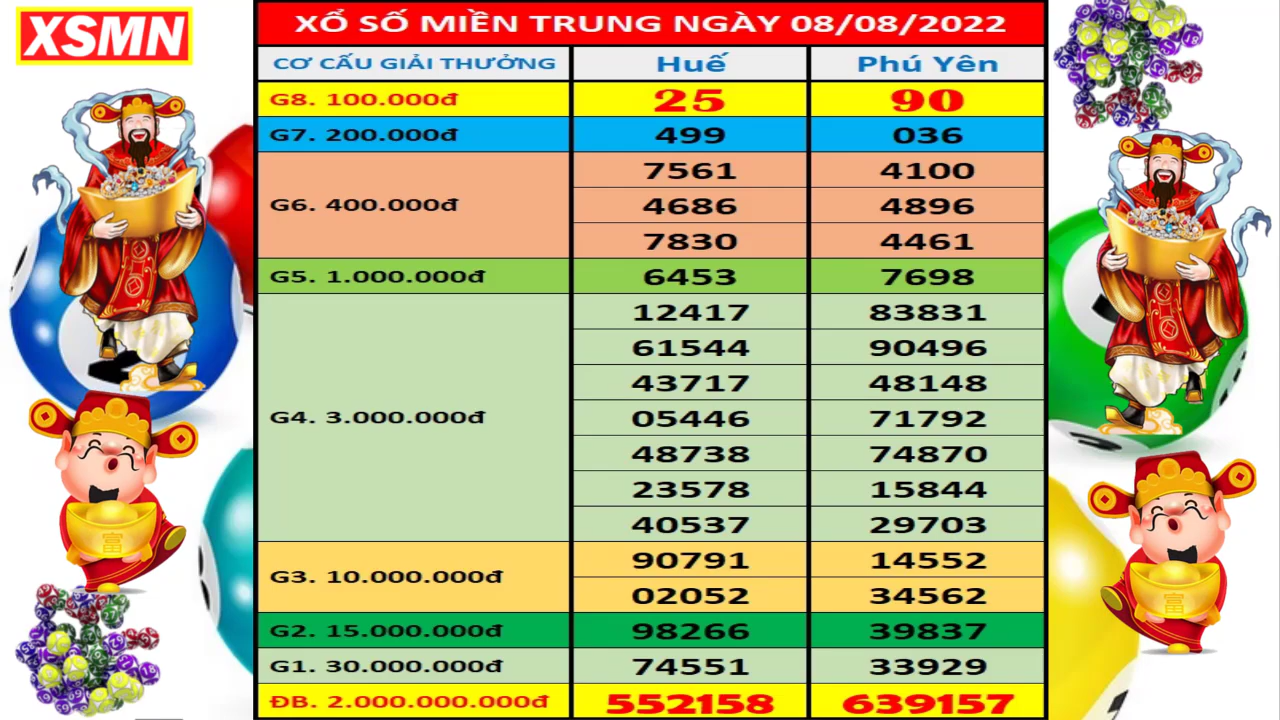 XSMN
XỔ SỐ MIỀN TRUNG NGÀY 08/08/2022
CƠ CẤU GIẢI THƯỞNG Huế Phú Yên
G8. 100.000đ 25 90
G7. 200.000đ 499 036
G6. 400.000đ 7561 4100
4686 4896
7830 4461
G5. 1.000.000đ 6453 7698
G4. 3.000.000đ 12417 83831
61544 90496
43717 48148
05446 71792
48738 74870
23578 15844
40537 29703
G3. 10.000.000đ 90791 14552
02052 34562
G2. 15.000.000đ 98266 39837
G1. 30.000.000đ 74551 33929
ĐB. 2.000.000.000đ 552158 639157
富
富